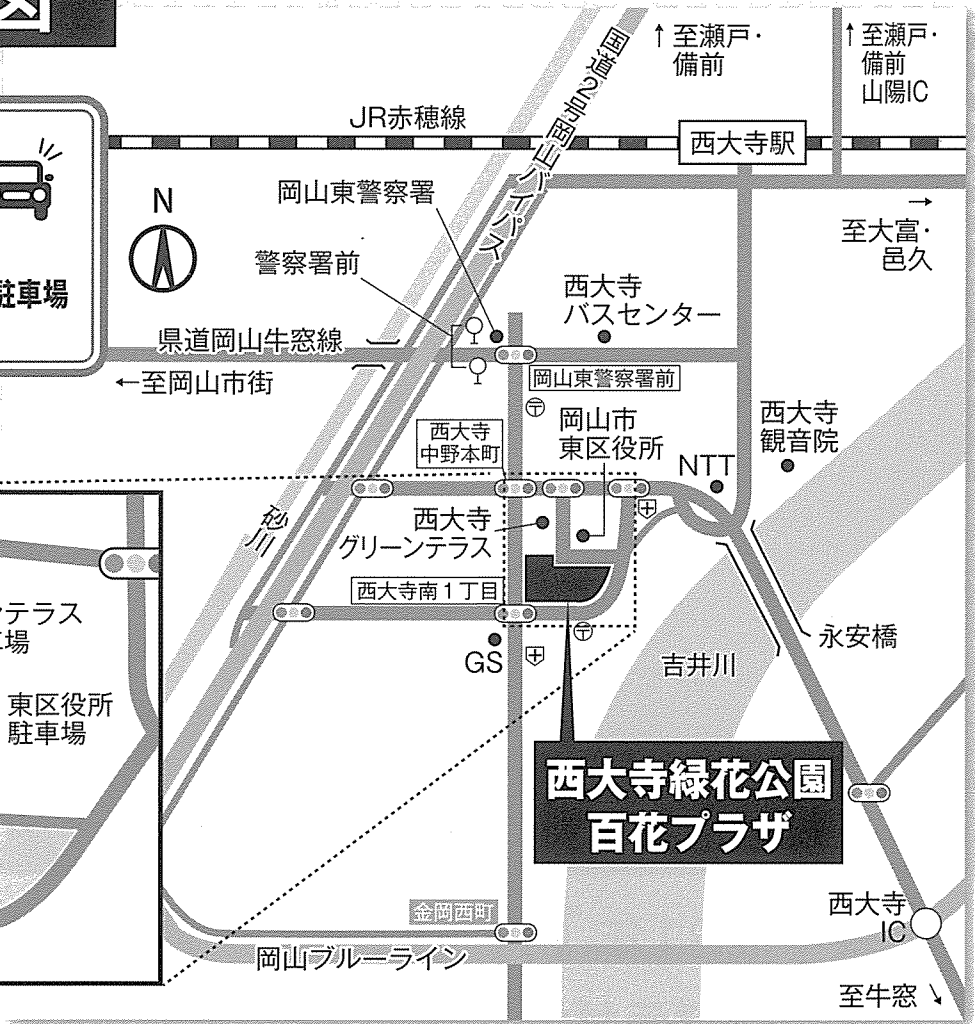 図
国道2号岡山バイパス
↑至瀬戸・
備前
↑至瀬戸・
備前
山陽IC
JR赤穂線
西大寺駅
N
岡山東警察署
→
至大富・
邑久
警察署前
駐車場
西大寺
バスセンター
県道岡山牛窓線
←至岡山市街
岡山東警察署前
〒
岡山市
東区役所
西大寺
中野本町
西大寺
観音院
NTT
砂川
西大寺
グリーンテラス
西大寺南1丁目
〒
GS
永安橋
吉井川
ンテラス
場
東区役所
駐車場
西大寺緑花公園
百花プラザ
金岡西町
西大寺
IC
岡山ブルーライン
至牛窓↘